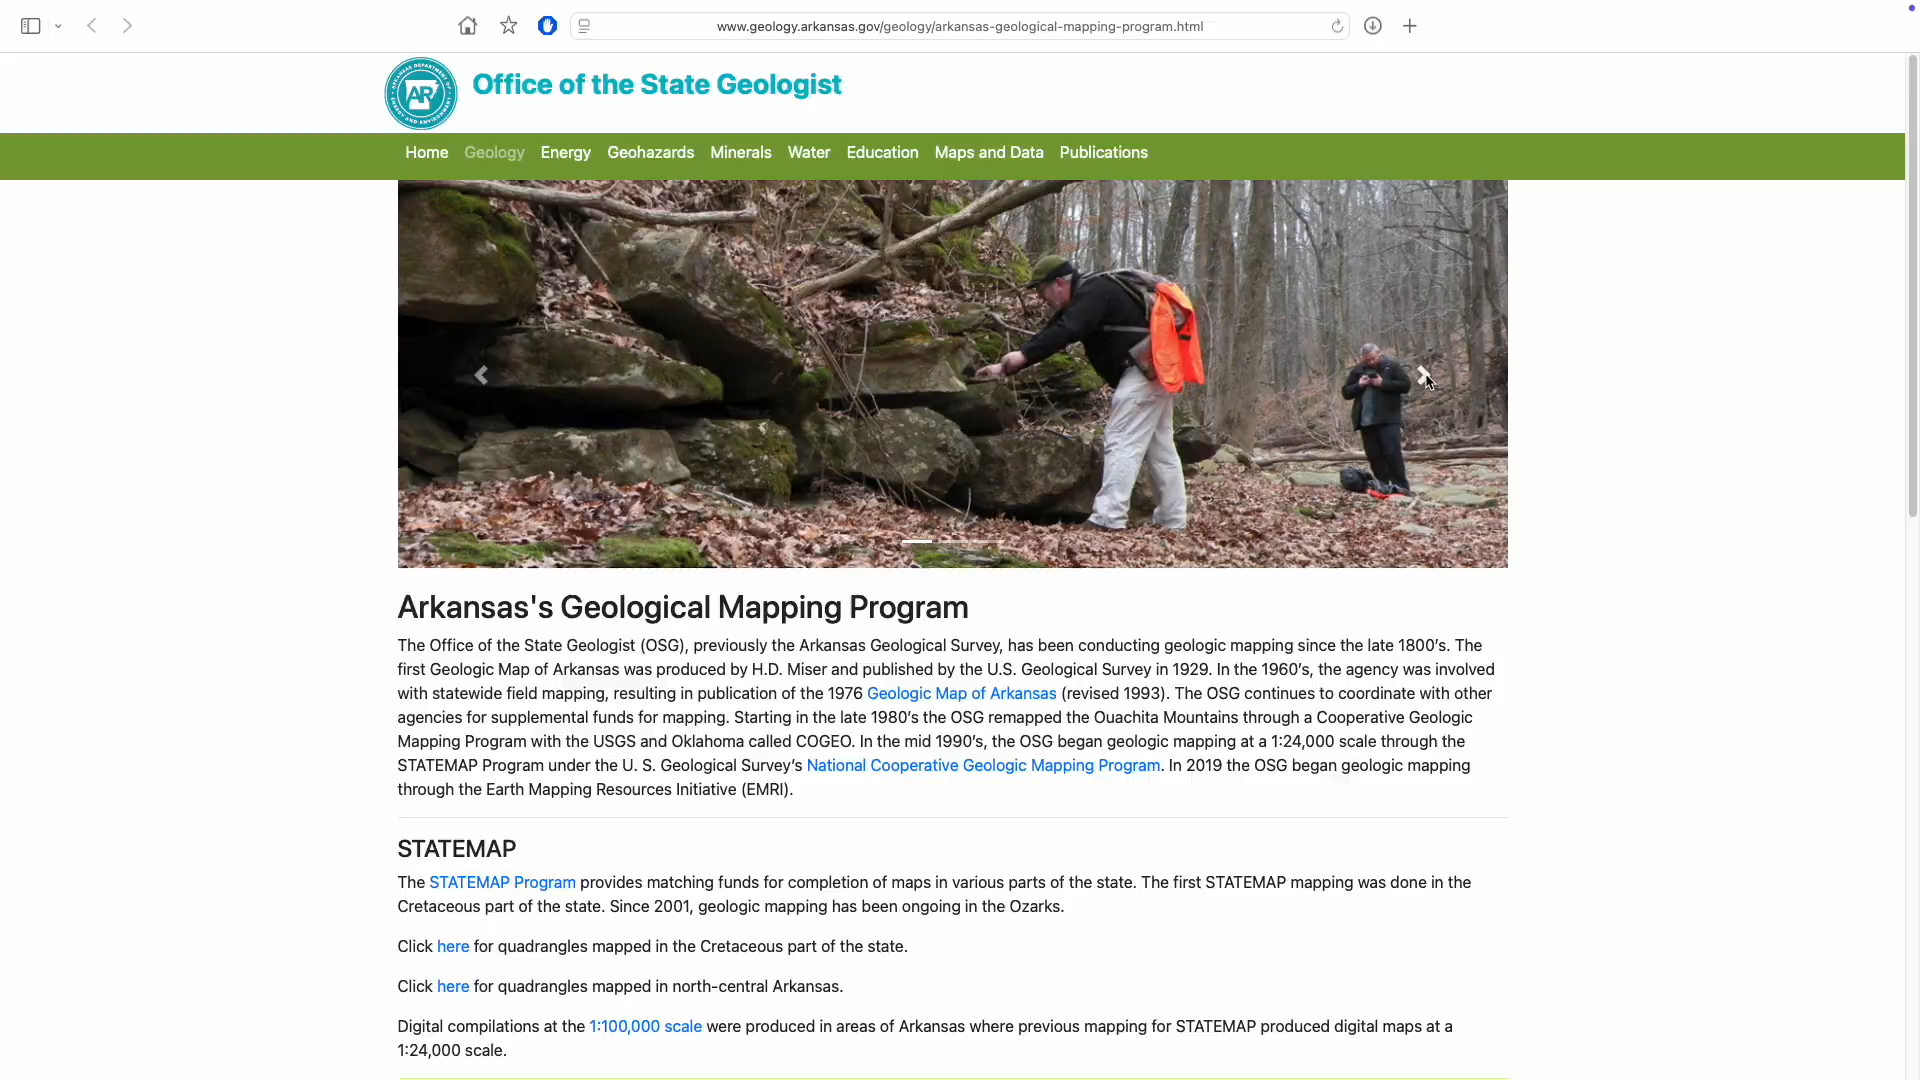 www.geology.arkansas.gov/geology/arkansas-geological-mapping-program.html
ARKANSAS DEPARTMENT OF
AR
ENERGY AND ENVIRONMENT
Office of the State Geologist
Home Geology Energy Geohazards Minerals Water Education Maps and Data Publications
Arkansas's Geological Mapping Program
The Office of the State Geologist (OSG), previously the Arkansas Geological Survey, has been conducting geologic mapping since the late 1800’s. The
first Geologic Map of Arkansas was produced by H.D. Miser and published by the U.S. Geological Survey in 1929. In the 1960’s, the agency was involved
with statewide field mapping, resulting in publication of the 1976 Geologic Map of Arkansas (revised 1993). The OSG continues to coordinate with other
agencies for supplemental funds for mapping. Starting in the late 1980’s the OSG remapped the Ouachita Mountains through a Cooperative Geologic
Mapping Program with the USGS and Oklahoma called COGEO. In the mid 1990’s, the OSG began geologic mapping at a 1:24,000 scale through the
STATEMAP Program under the U. S. Geological Survey’s National Cooperative Geologic Mapping Program. In 2019 the OSG began geologic mapping
through the Earth Mapping Resources Initiative (EMRI).
STATEMAP
The STATEMAP Program provides matching funds for completion of maps in various parts of the state. The first STATEMAP mapping was done in the
Cretaceous part of the state. Since 2001, geologic mapping has been ongoing in the Ozarks.
Click here for quadrangles mapped in the Cretaceous part of the state.
Click here for quadrangles mapped in north-central Arkansas.
Digital compilations at the 1:100,000 scale were produced in areas of Arkansas where previous mapping for STATEMAP produced digital maps at a
1:24,000 scale.